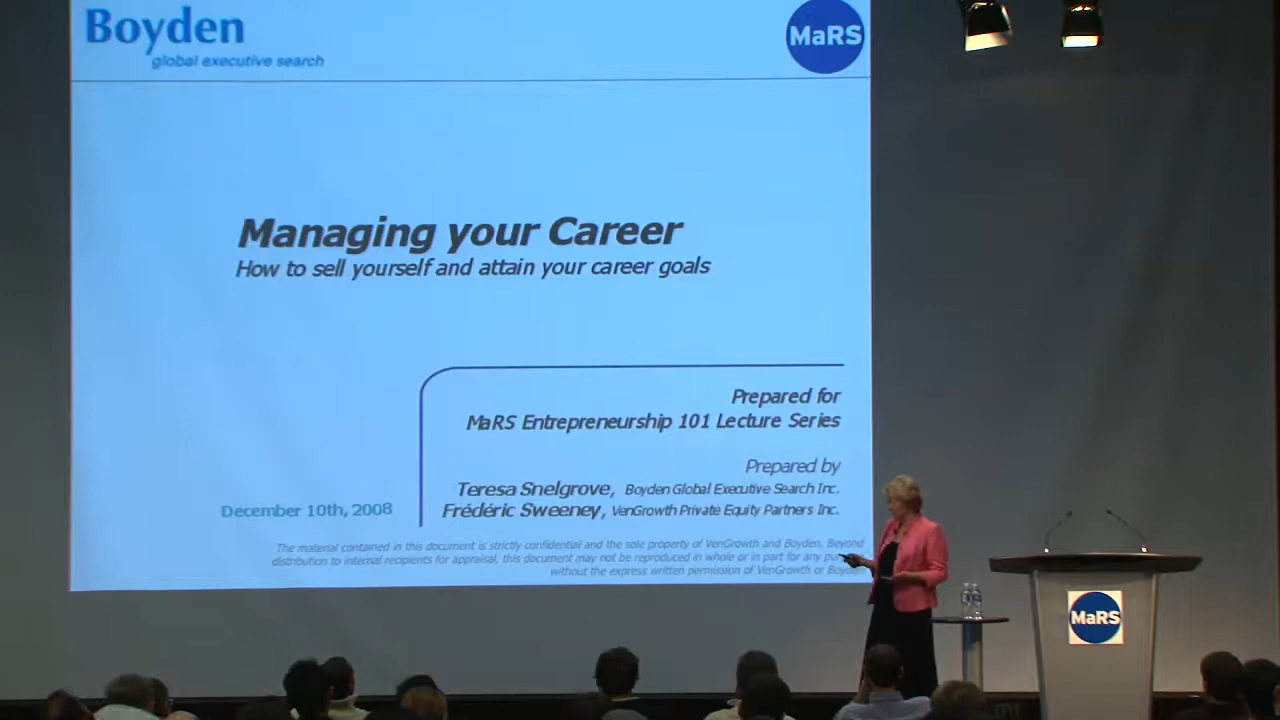 Boyden
global executive search
MaRS
Managing your Career
How to sell yourself and attain your career goals
Prepared for
MaRS Entrepreneurship 101 Lecture Series
Prepared by
Teresa Snelgrove, Boyden Global Executive Search Inc.
December 10th, 2008
Frédéric Sweeney, VenGrowth Private Equity Partners Inc.
The material contained in this document is strictly confidential and the sole property of VenGrowth and Boyden. Beyond
distribution to internal recipients for appraisal, this document may not be reproduced in whole or in part for any
without the express written permission of VenGrowth or
MaRS